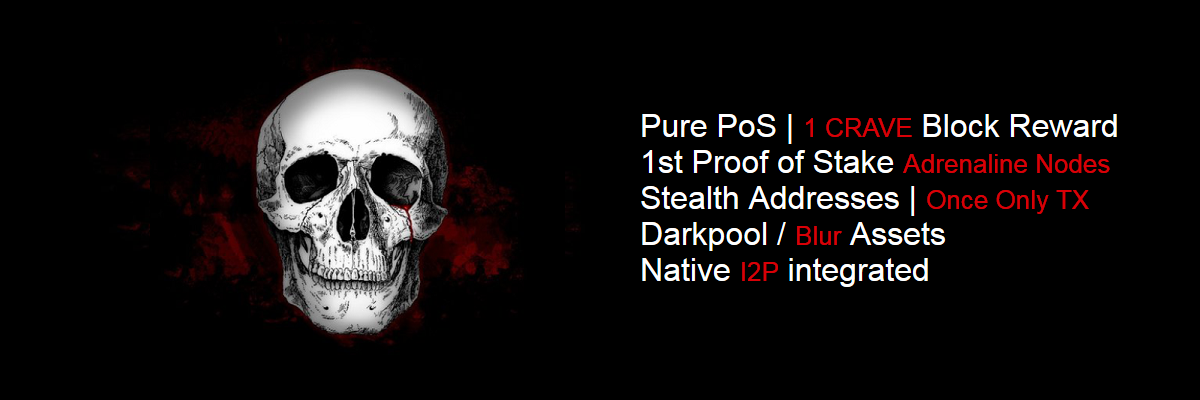 Pure PoS | 1 CRAVE Block Reward
1st Proof of Stake Adrenaline Nodes
Stealth Addresses | Once Only TX
Darkpool / Blur Assets
Native I2P integrated